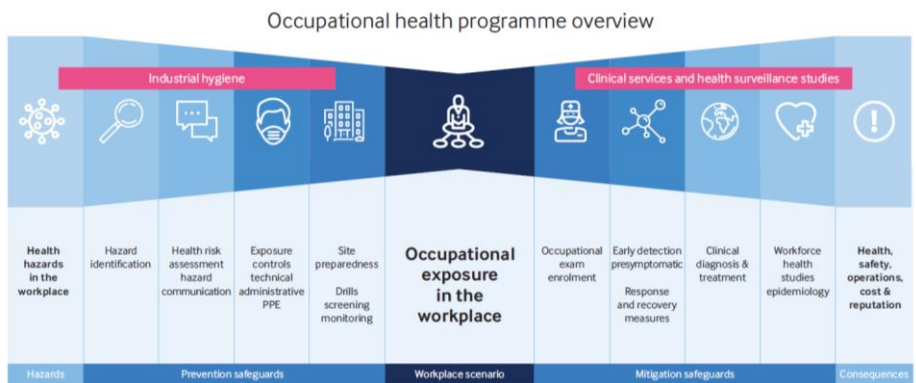 Occupational health programme overview
Industrial hygiene
Clinical services and health surveillance studies
Health
hazards
in the
workplace
Hazard
identification
Health risk
assessment
hazard
communication
Exposure
controls
technical
administrative
PPE
Site
preparedness
Drills
screening
monitoring
Occupational
exposure
in the
workplace
Occupational
exam
enrolment
Early detection
presymptomatic
Response
and recovery
measures
Clinical
diagnosis &
treatment
Workforce
health
studies
epidemiology
Health,
safety,
operations,
cost &
reputation
Hazards
Prevention safeguards
Workplace scenario
Mitigation safeguards
Consequences